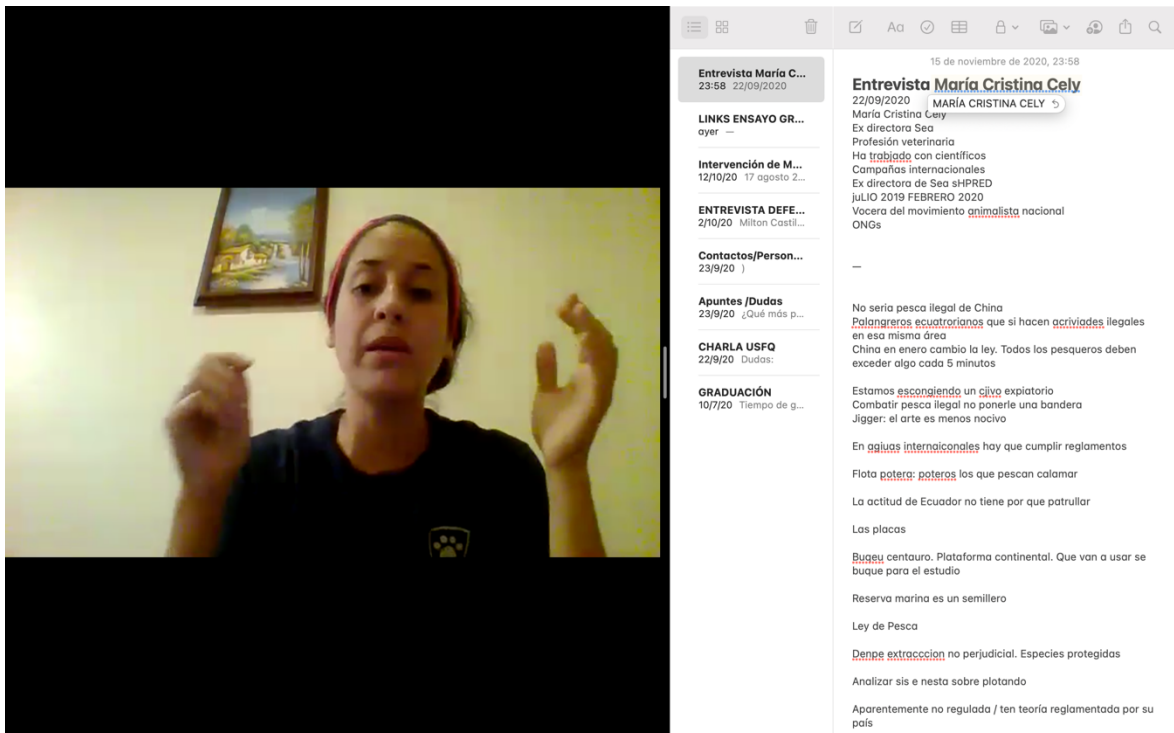 Entrevista María C...
23:58 22/09/2020
LINKS ENSAYO GR...
ayer —
Intervención de M...
12/10/20 17 agosto 2...
ENTREVISTA DEFE...
2/10/20 Milton Castil...
Contactos/Person...
23/9/20 )
Apuntes /Dudas
23/9/20 ¿Qué más p...
CHARLA USFQ
22/9/20 Dudas:
GRADUACIÓN
10/7/20 Tiempo de g...
Aa
15 de noviembre de 2020, 23:58
Entrevista María Cristina Cely
22/09/2020
MARÍA CRISTINA CELY
María Cristina Cely
Ex directora Sea
Profesión veterinaria
Ha trabjado con científicos
Campañas internacionales
Ex directora de Sea sHPRED
juLIO 2019 FEBRERO 2020
Vocera del movimiento animalista nacional
ONGs
—
No seria pesca ilegal de China
Palangreros ecuatrorianos que si hacen acriviades ilegales
en esa misma área
China en enero cambio la ley. Todos los pesqueros deben
exceder algo cada 5 minutos
Estamos escongiendo un cjivo expiatorio
Combatir pesca ilegal no ponerle una bandera
Jigger: el arte es menos nocivo
En agiuas internaiconales hay que cumplir reglamentos
Flota potera: poteros los que pescan calamar
La actitud de Ecuador no tiene por que patrullar
Las placas
Buqeu centauro. Plataforma continental. Que van a usar se
buque para el estudio
Reserva marina es un semillero
Ley de Pesca
Denpe extracccion no perjudicial. Especies protegidas
Analizar sis e nesta sobre plotando
Aparentemente no regulada / ten teoría reglamentada por su
país